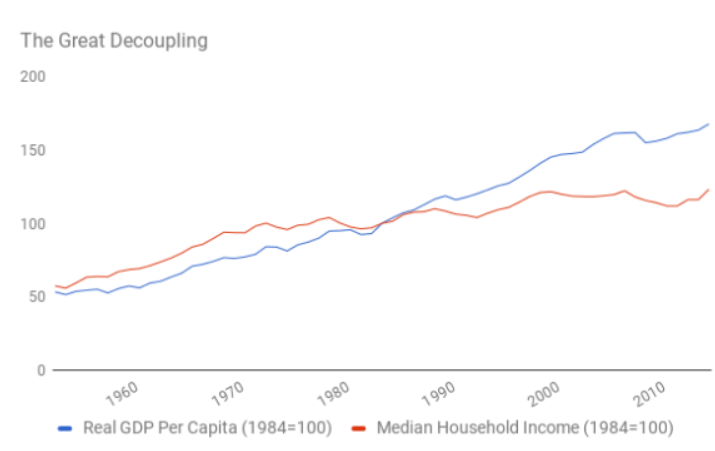 The Great Decoupling
200
150
100
50
0
1960 1970 1980 1990 2000 2010
Real GDP Per Capita (1984=100) Median Household Income (1984=100)